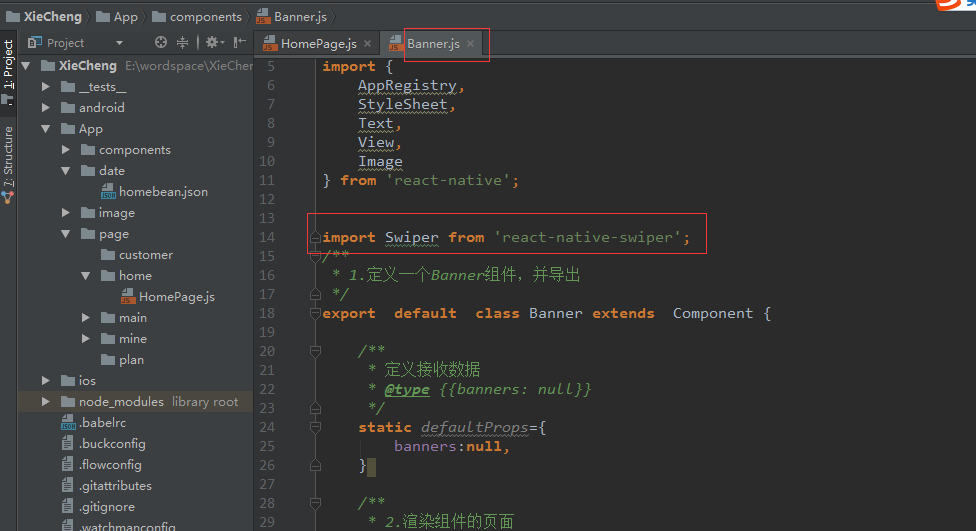 XieCheng App components Banner.js
Project
HomePage.js Banner.js
1: Project
7: Structure
XieCheng E:\wordspace\XieCher
__tests__
android
App
components
date
homebean.json
image
page
customer
home
HomePage.js
main
mine
plan
ios
node_modules library root
.babelrc
.buckconfig
.flowconfig
.gitattributes
.gitignore
.watchmanconfig
5 import {
6 AppRegistry,
7 StyleSheet,
8 Text,
9 View,
10 Image
11 } from 'react-native';
12
13
14 import Swiper from 'react-native-swiper';
15 /**
16 * 1.定义一个Banner组件，并导出
17 */
18 export default class Banner extends Component {
19
20 /**
21 * 定义接收数据
22 * @type {{banners: null}}
23 */
24 static defaultProps={
25 banners:null,
26 }
27
28 /**
29 * 2.渲染组件的页面